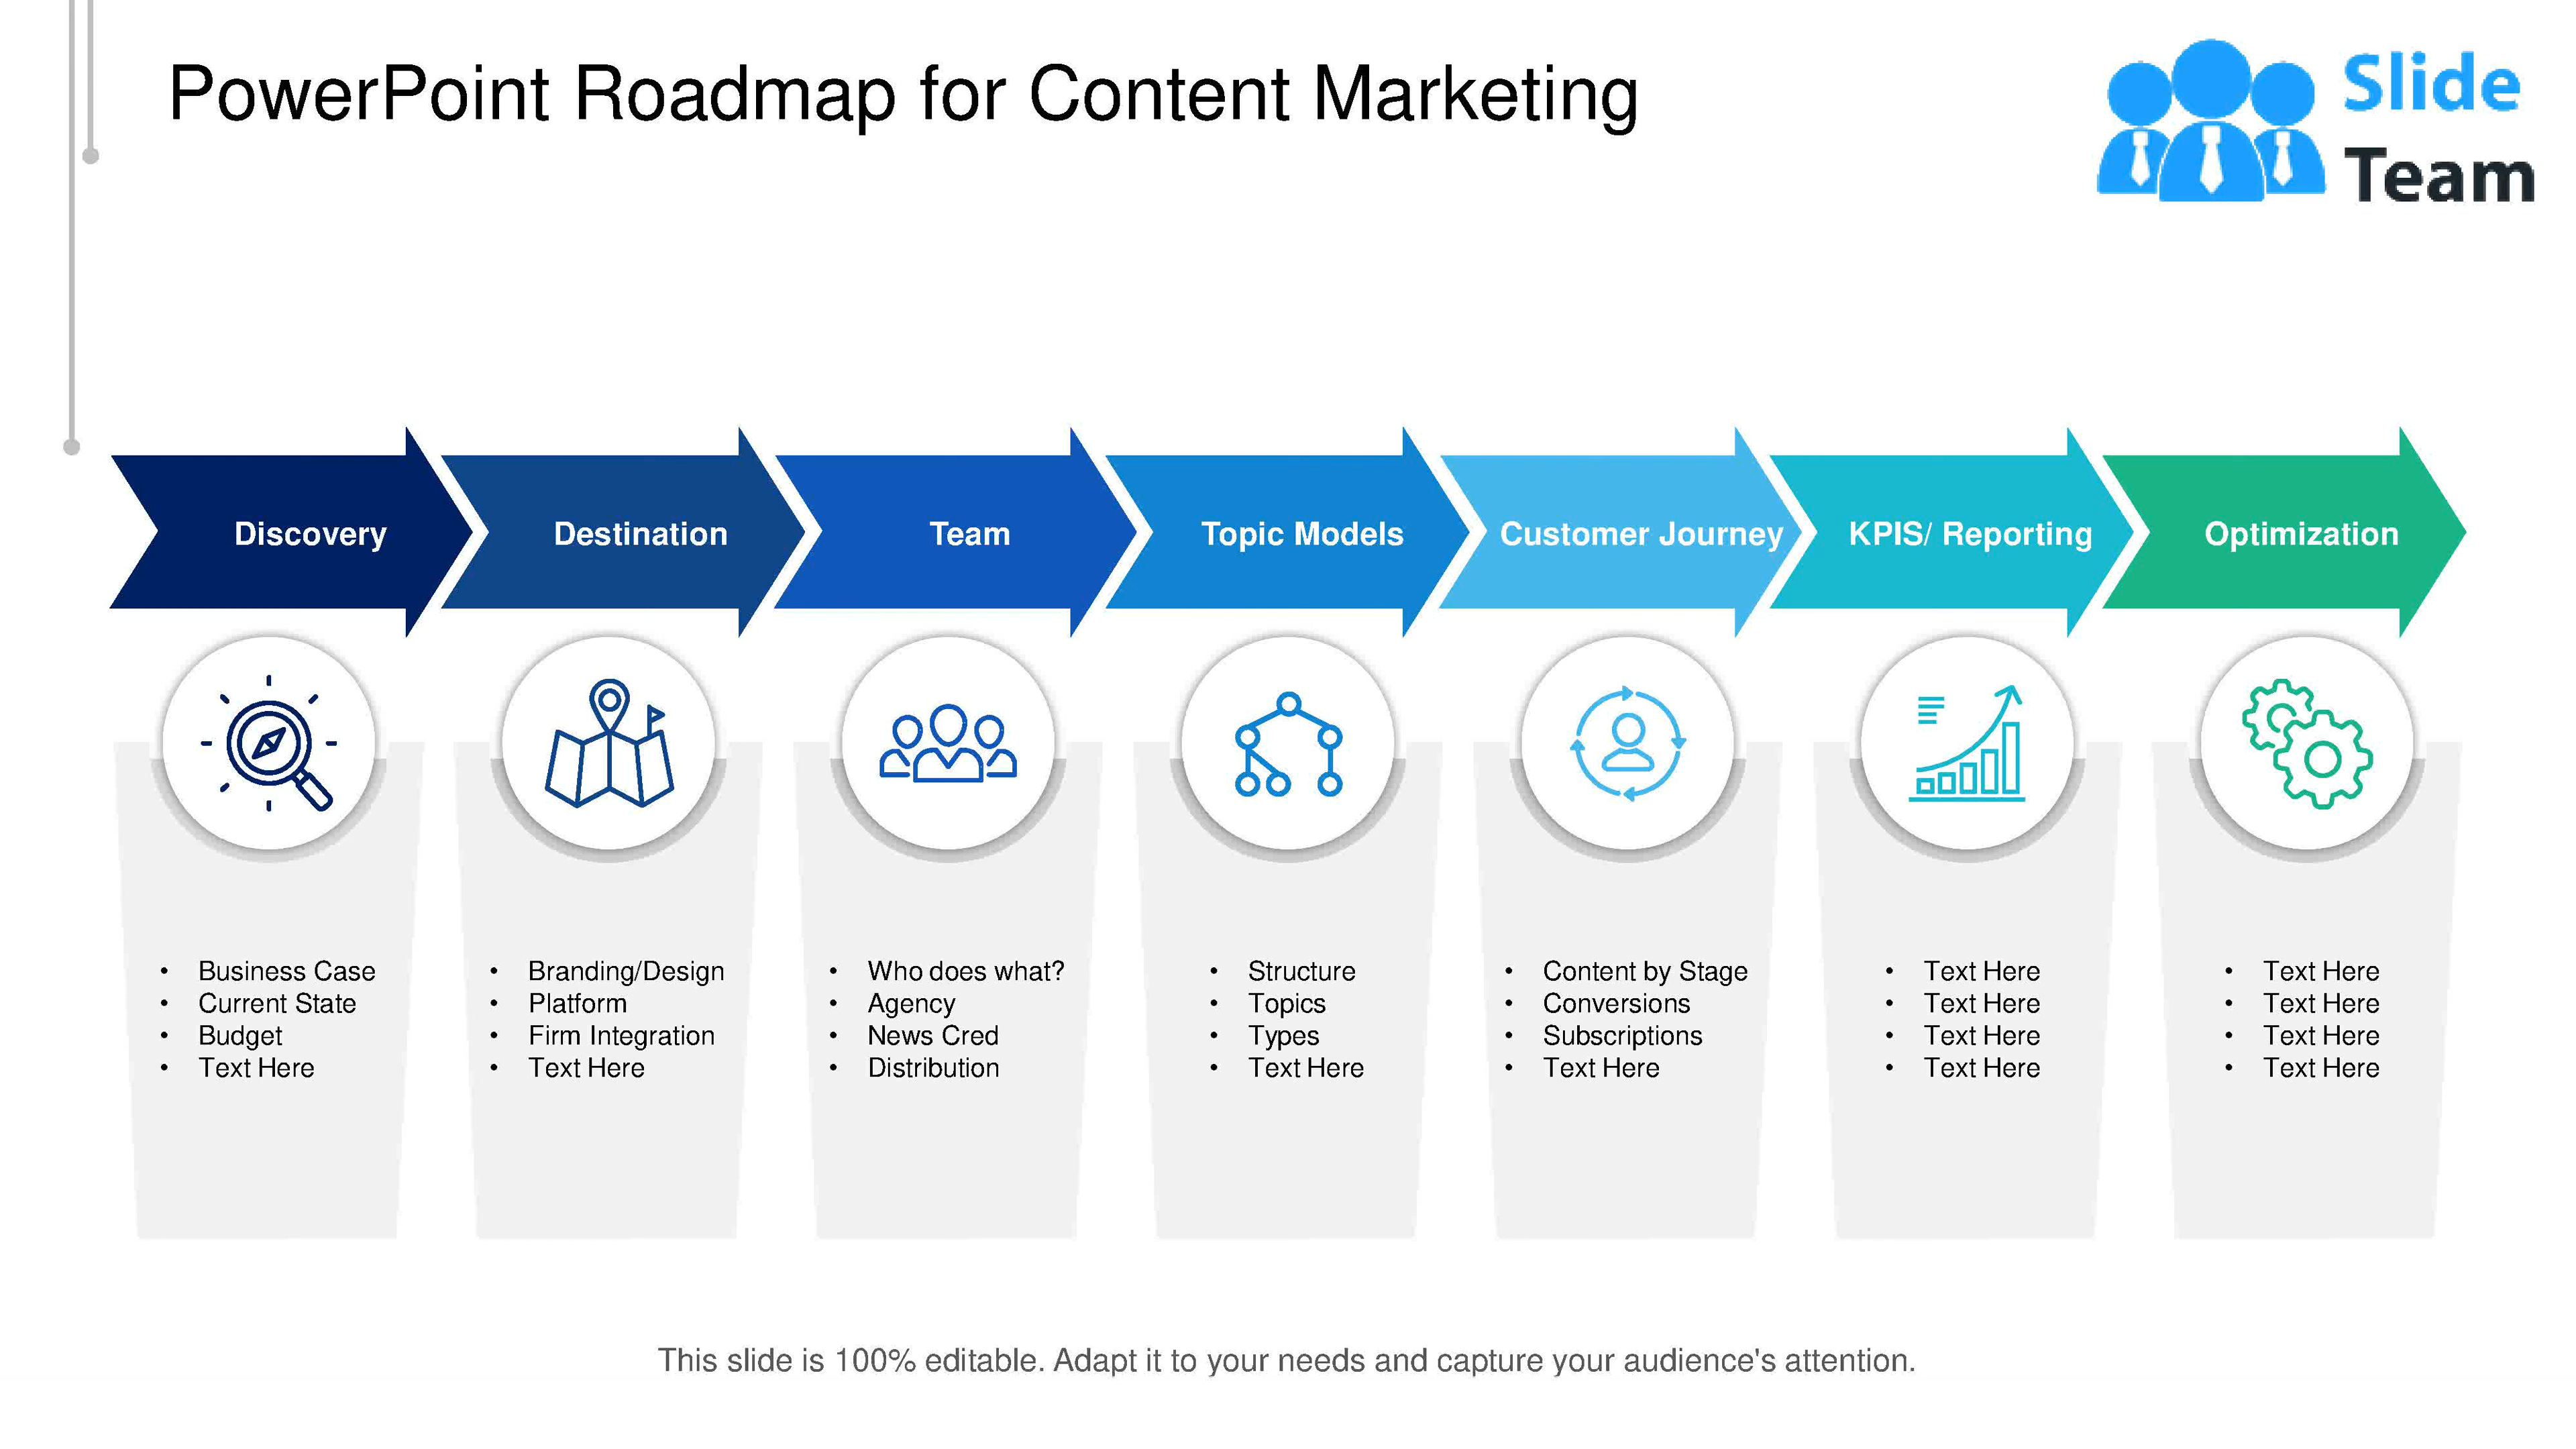 PowerPoint Roadmap for Content Marketing
Slide
Team
Discovery
Destination
Team
Topic Models
Customer Journey
KPIS/ Reporting
Optimization
• Business Case
• Current State
• Budget
• Text Here
• Branding/Design
• Platform
• Firm Integration
• Text Here
• Who does what?
• Agency
• News Cred
• Distribution
• Structure
• Topics
• Types
• Text Here
• Content by Stage
• Conversions
• Subscriptions
• Text Here
• Text Here
• Text Here
• Text Here
• Text Here
• Text Here
• Text Here
• Text Here
• Text Here
This slide is 100% editable. Adapt it to your needs and capture your audience's attention.